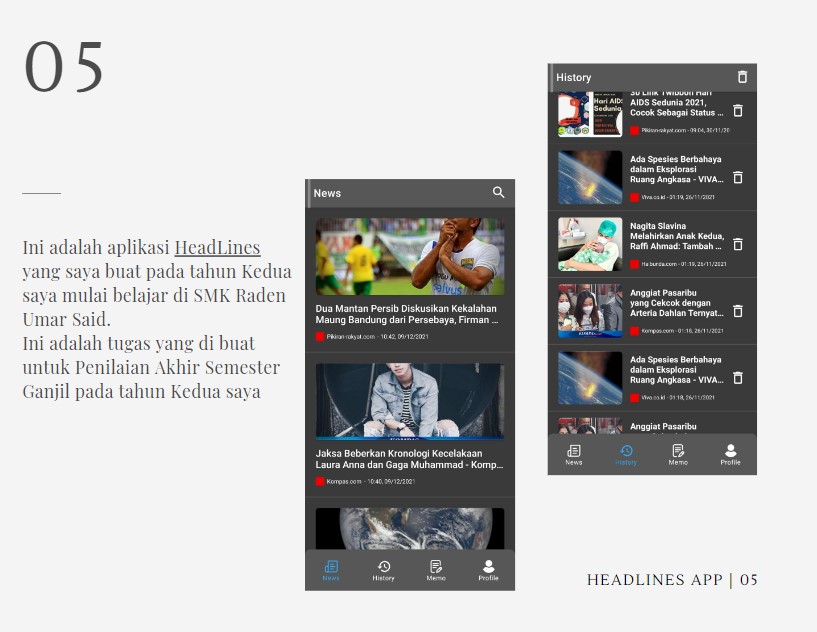 05
Ini adalah aplikasi HeadLines
yang saya buat pada tahun Kedua
saya mulai belajar di SMK Raden
Umar Said.
Ini adalah tugas yang di buat
untuk Penilaian Akhir Semester
Ganjil pada tahun Kedua saya
News
Dua Mantan Persib Diskusikan Kekalahan
Maung Bandung dari Persebaya, Firman ...
Pikiran-rakyat.com - 10:42, 09/12/2021
KOMPAS
Jaksa Beberkan Kronologi Kecelakaan
Laura Anna dan Gaga Muhammad - Komp...
Kompas.com - 10:40, 09/12/2021
News
History
Memo
Profile
History
30 Link Twibbon Hari
AIDS Sedunia 2021,
Cocok Sebagai Status ...
Pikiran-rakyat.com - 09:04, 30/11/20
Hari AIDS
Sedunia
Ada Spesies Berbahaya
dalam Eksplorasi
Ruang Angkasa - VIVA...
Viva.co.id - 01:19, 26/11/2021
Nagita Slavina
Melahirkan Anak Kedua,
Raffi Ahmad: Tambah ...
01:19, 26/11/2021
Anggiat Pasaribu
yang Cekcok dengan
Arteria Dahlan Ternyat...
Kompas.com - 01:18, 26/11/2021
Ada Spesies Berbahaya
dalam Eksplorasi
Ruang Angkasa - VIVA...
Viva.co.id - 01:18, 26/11/2021
Anggiat Pasaribu
News
History
Memo
Profile
HEADLINES APP | 05